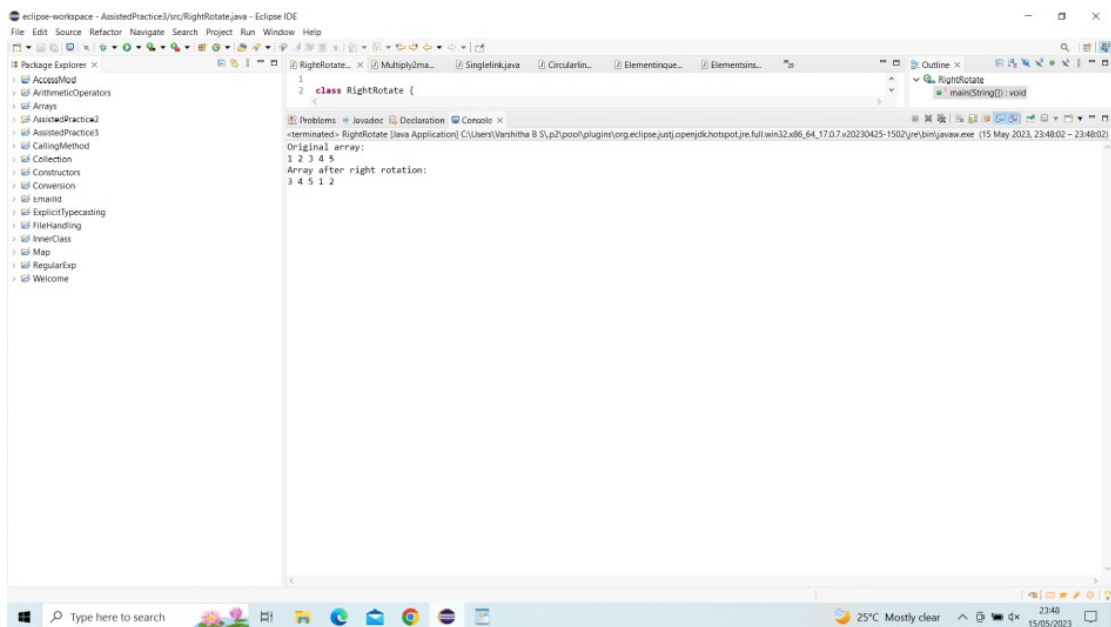 eclipse-workspace - AssistedPractice3/src/RightRotate.java - Eclipse IDE
File Edit Source Refactor Navigate Search Project Run Window Help
Package Explorer
AccessMod
ArithmeticOperators
Arrays
AssistedPractice2
AssistedPractice3
CallingMethod
Collection
Constructors
Conversion
EmailId
ExplicitTypecasting
FileHandling
InnerClass
Map
RegularExp
Welcome
RightRotate... Multiply2ma... Singlelink.java Circularlin... Elementinque... Elementsins...
1
2 class RightRotate {
Problems Javadoc Declaration Console
<terminated> RightRotate [Java Application] C:\Users\Varshitha B S\.p2\pool\plugins\org.eclipse.justj.openjdk.hotspot.jre.full.win32.x86_64_17.0.7.v20230425-1502\jre\bin\javaw.exe (15 May 2023, 23:48:02 – 23:48:02)
Original array:
1 2 3 4 5
Array after right rotation:
3 4 5 1 2
Outline
RightRotate
main(String[]) : void
Type here to search
25°C Mostly clear
23:48
15/05/2023